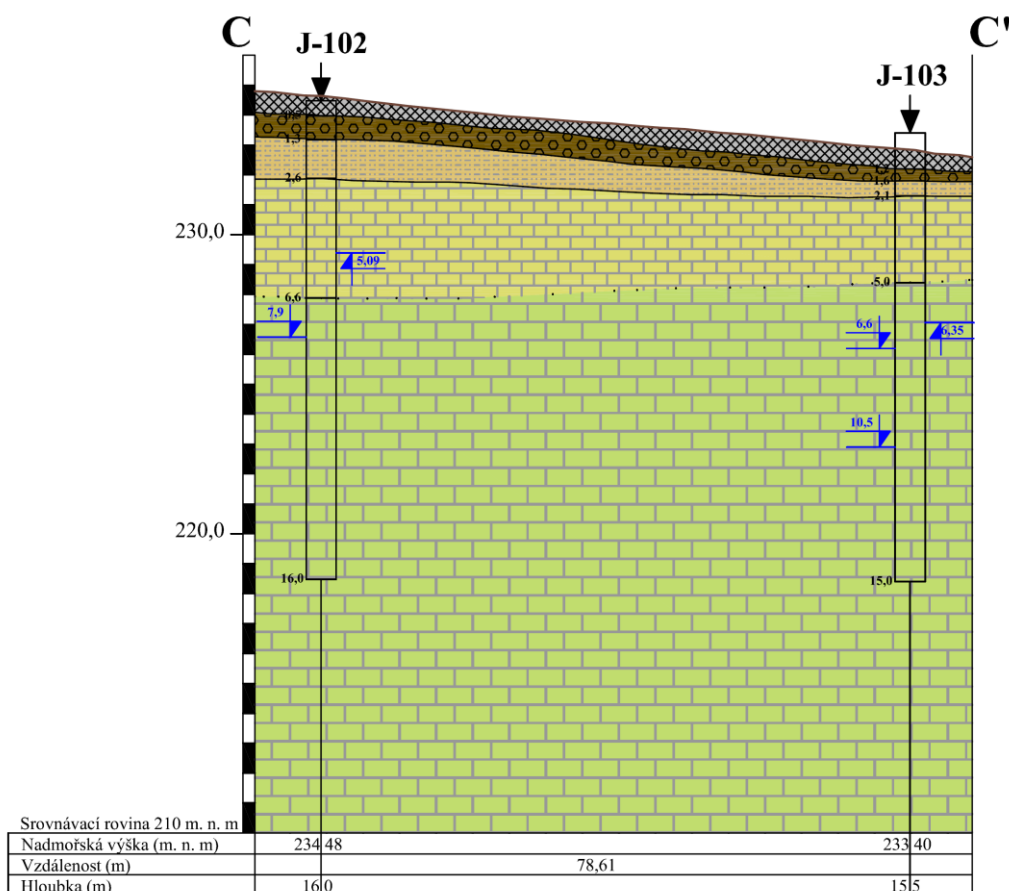 C
C'
J-102
J-103
1,3
1,6
2,6
2,1
230,0
5,09
5,0
6,6
7,9
6,6
6,35
10,5
220,0
16,0
15,0
Srovnávací rovina 210 m. n. m
Nadmořská výška (m. n. m) 234,48 233,40
Vzdálenost (m) 78,61
Hloubka (m) 16,0 15,5